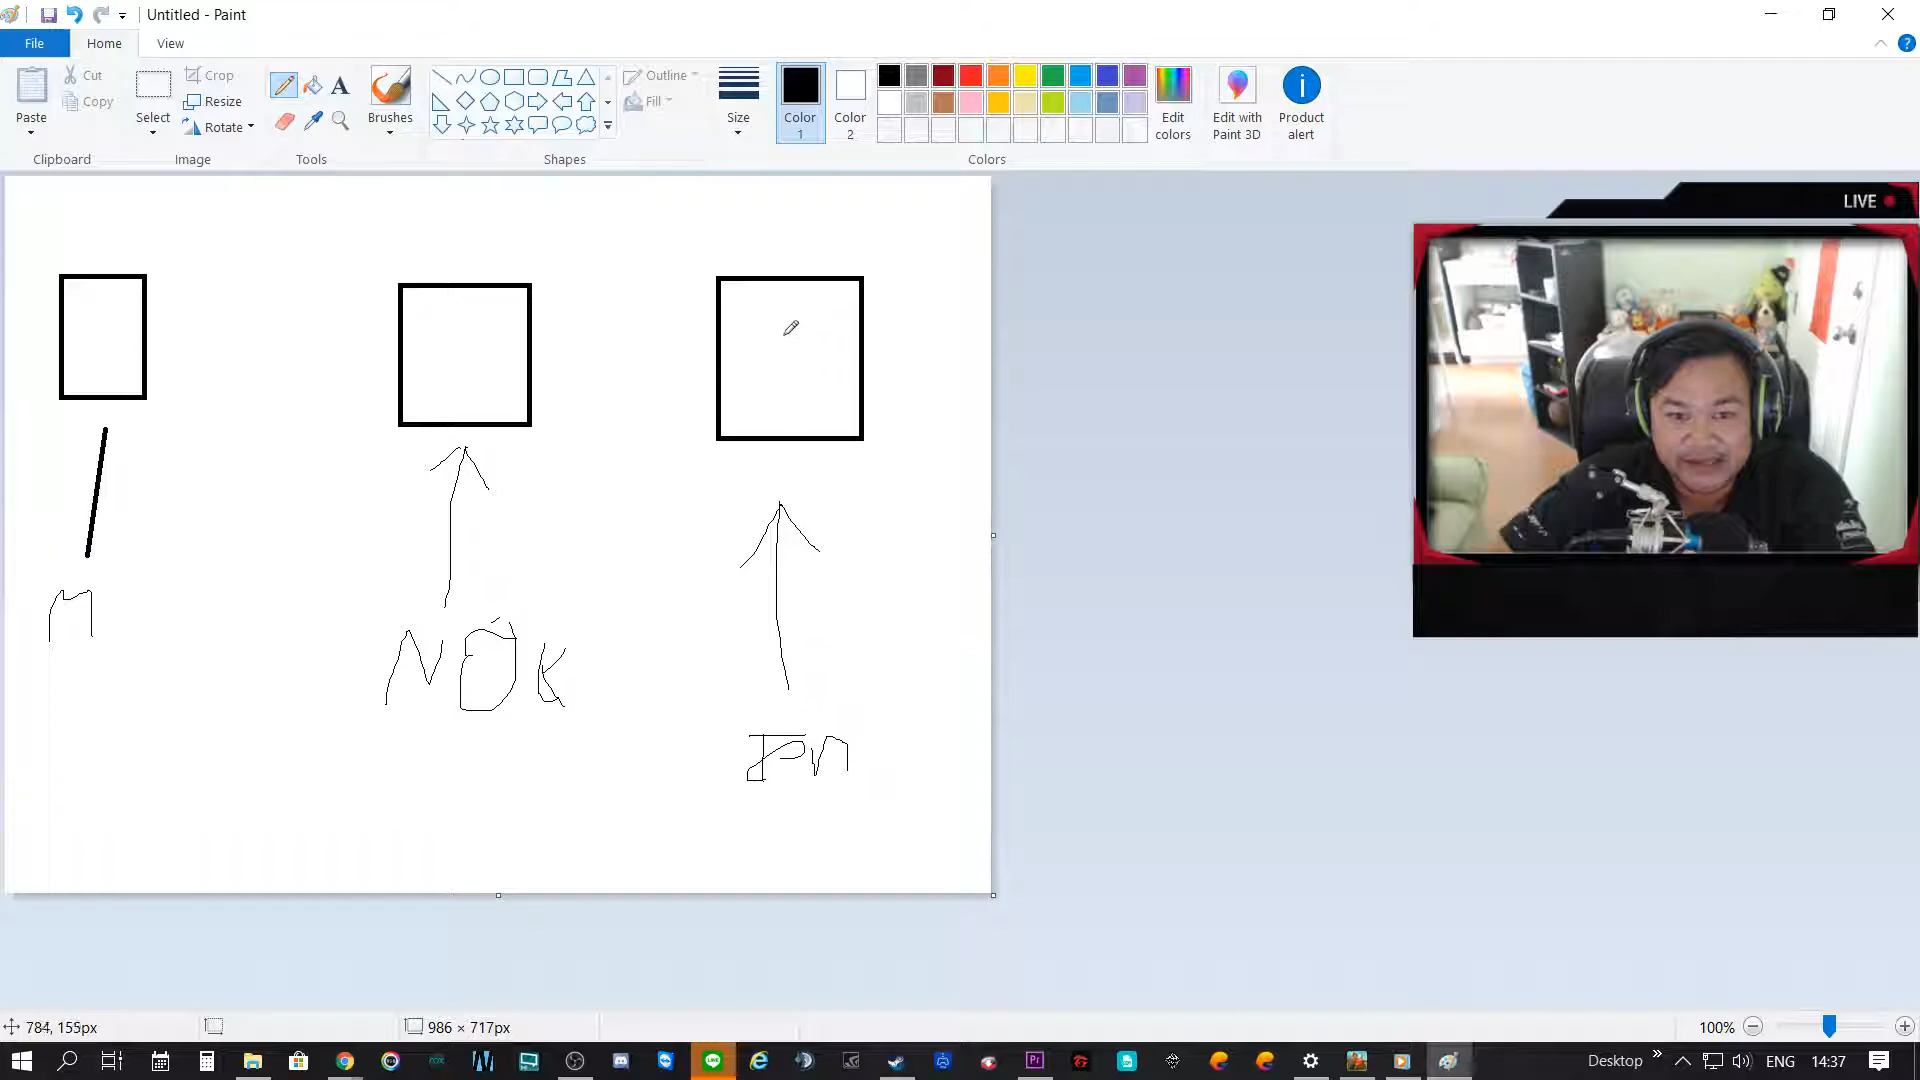 Untitled - Paint
File Home View
Paste
Cut
Copy
Select
Crop
Resize
Rotate
Brushes
Outline
Fill
Size
Color 1
Color 2
Edit colors
Edit with Paint 3D
Product alert
Clipboard Image Tools Shapes Colors
LIVE
M
NOK
784, 155px 986 × 717px 100%
Desktop ENG 14:37